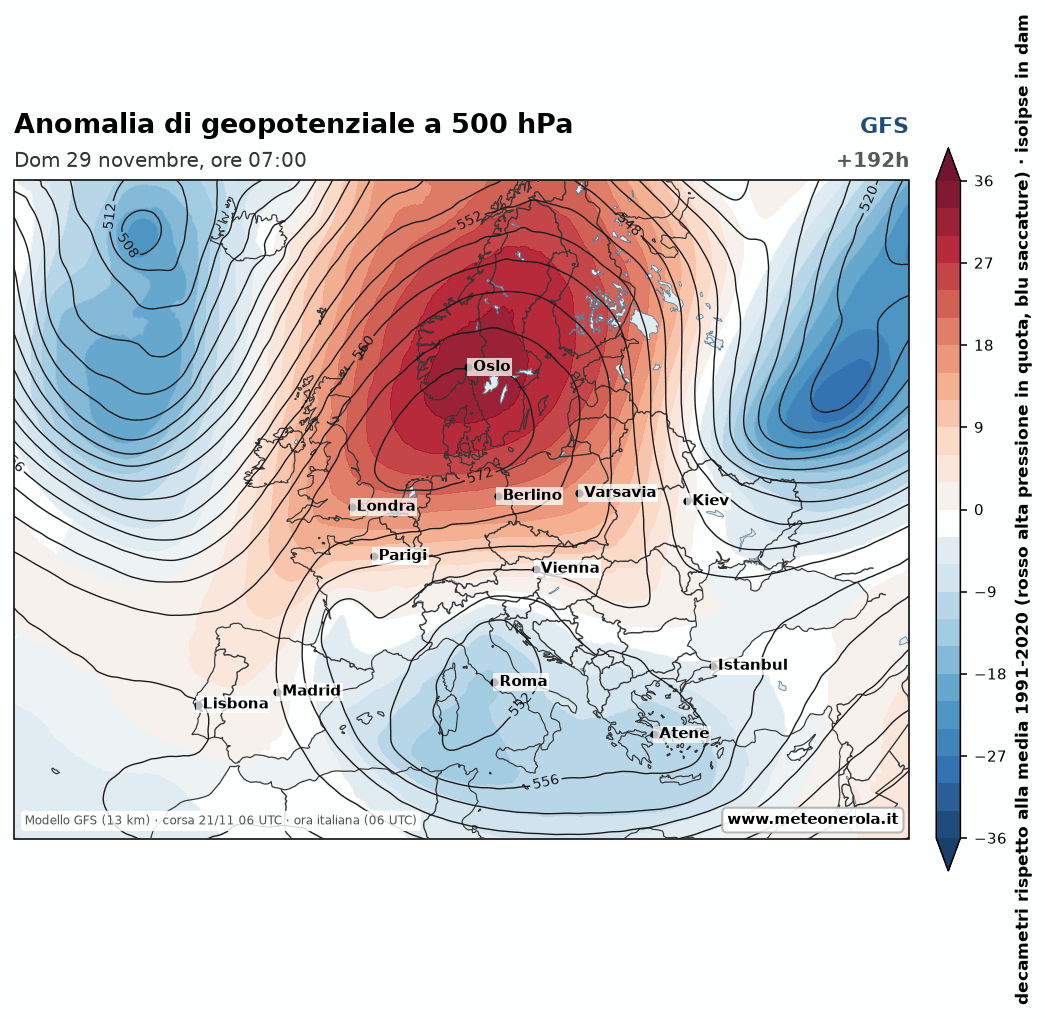 Anomalia di geopotenziale a 500 hPa
GFS
Dom 29 novembre, ore 07:00
+192h
512
508
552
548
520
560
572
556
Oslo
Londra
Berlino
Varsavia
Kiev
Parigi
Vienna
Istanbul
Roma
Madrid
Lisbona
Atene
Modello GFS (13 km) · corsa 21/11 06 UTC · ora italiana (06 UTC)
www.meteonerola.it
36
27
18
9
0
−9
−18
−27
−36
decametri rispetto alla media 1991-2020 (rosso alta pressione in quota, blu saccature) · isoipse in dam